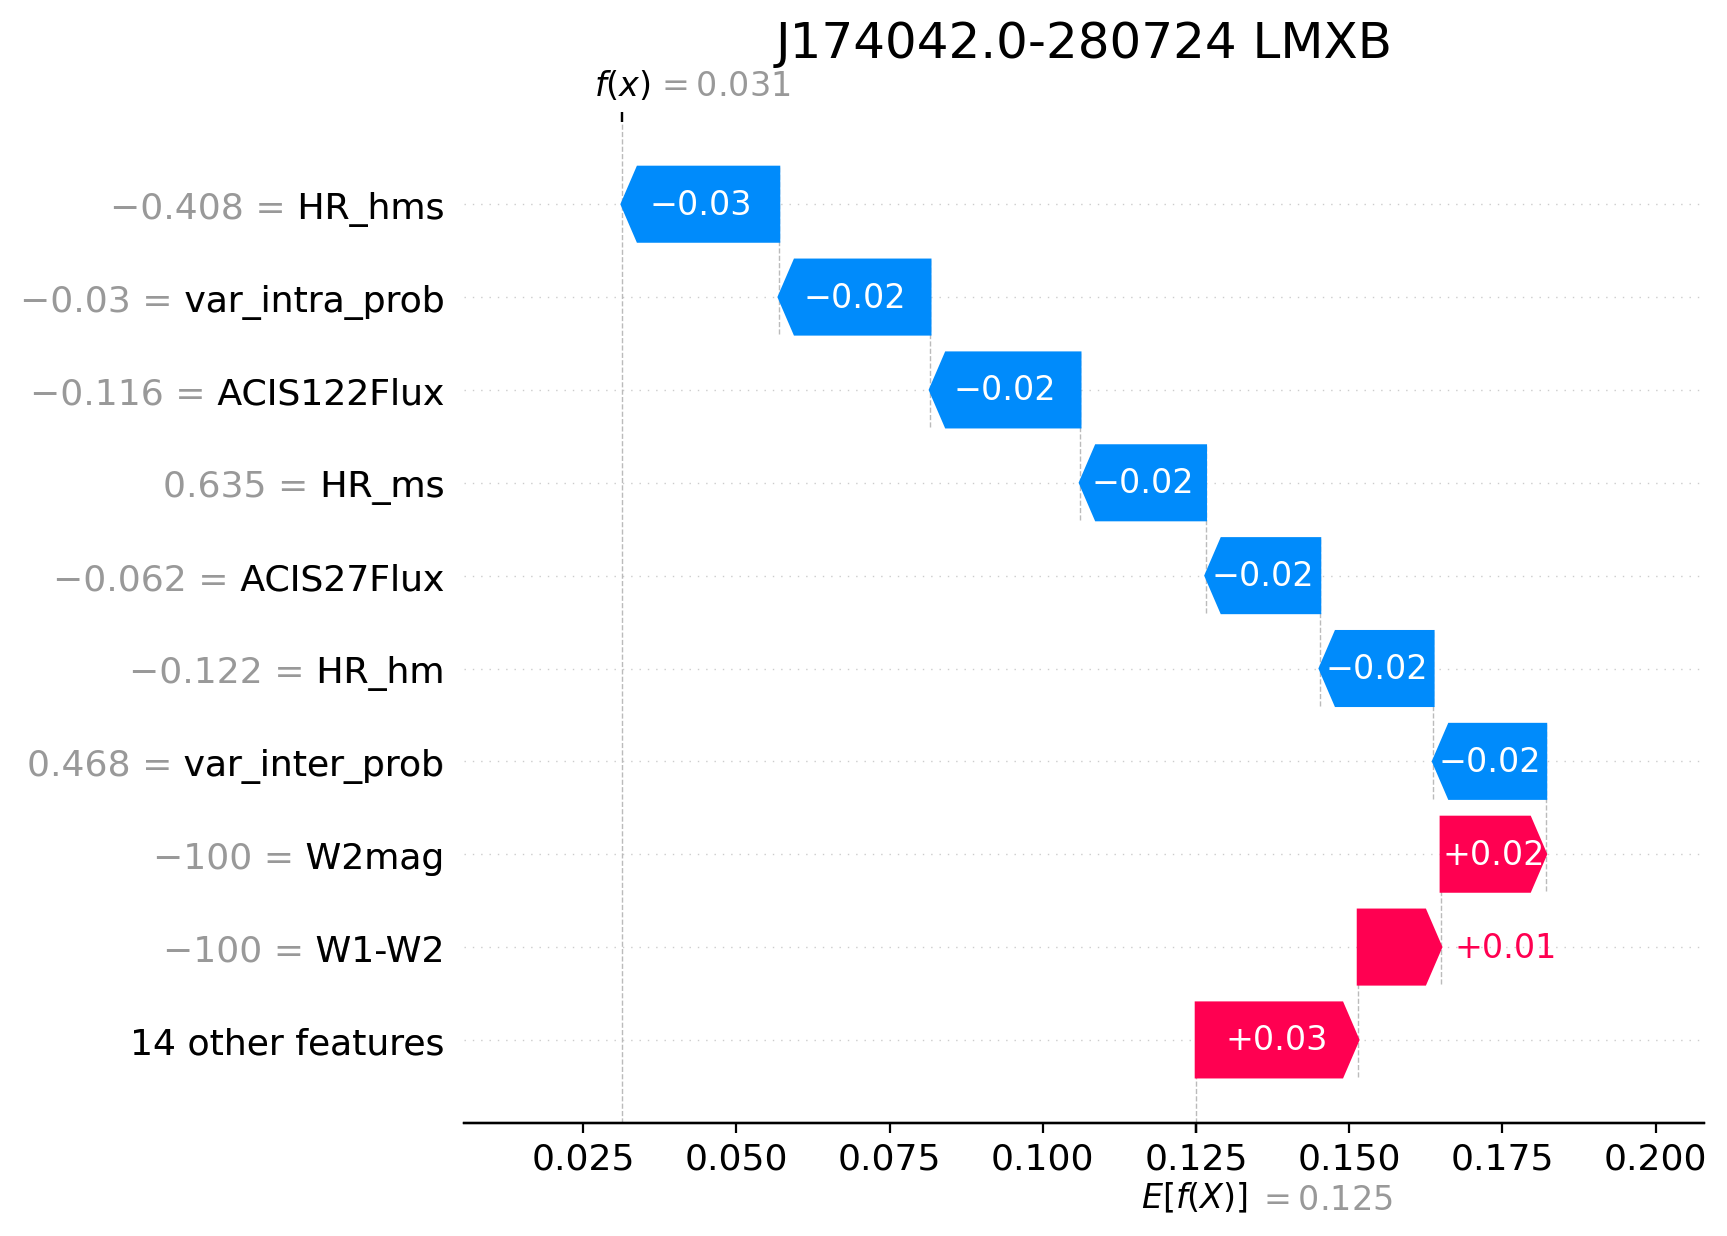 J174042.0-280724 LMXB
f(x) = 0.031
−0.408 = HR_hms −0.03
−0.03 = var_intra_prob −0.02
−0.116 = ACIS122Flux −0.02
0.635 = HR_ms −0.02
−0.062 = ACIS27Flux −0.02
−0.122 = HR_hm −0.02
0.468 = var_inter_prob −0.02
−100 = W2mag +0.02
−100 = W1-W2 +0.01
14 other features +0.03
0.025 0.050 0.075 0.100 0.125 0.150 0.175 0.200
E[f(X)] = 0.125